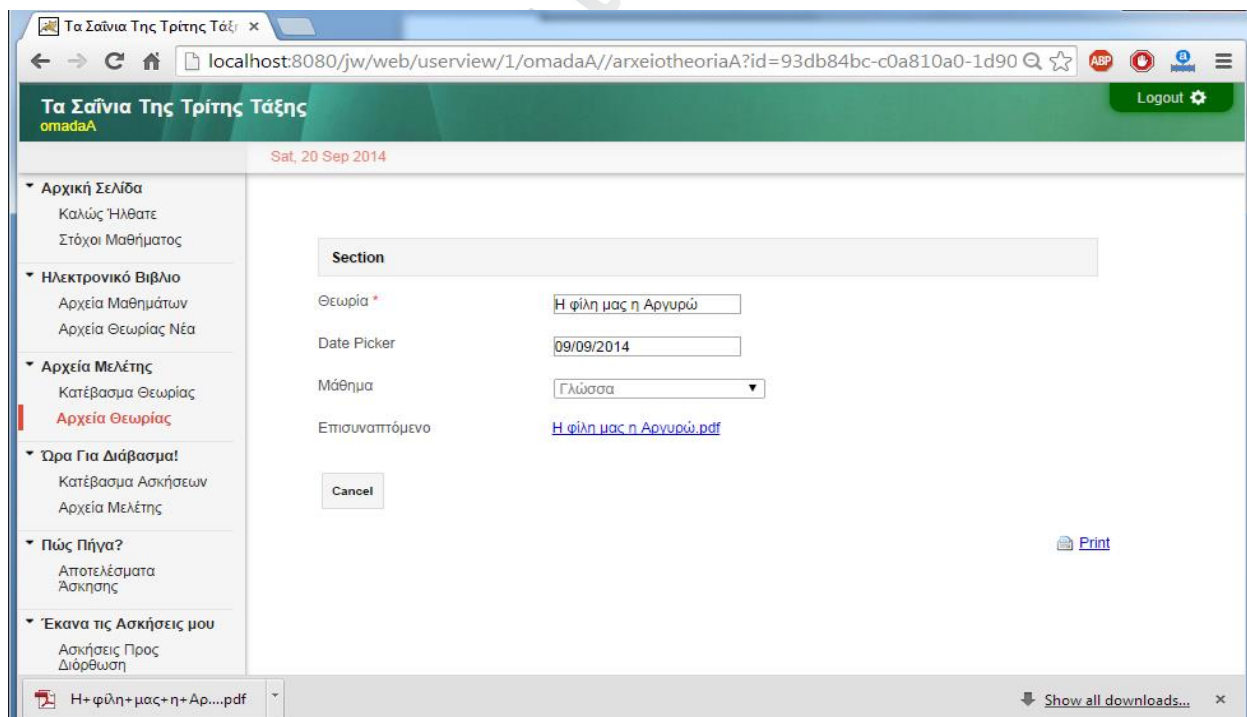 Τα Σαΐνια Της Τρίτης Τάξη
localhost:8080/jw/web/userview/1/omadaA//arxeiotheoriaA?id=93db84bc-c0a810a0-1d90
ABP
a
Τα Σαΐνια Της Τρίτης Τάξης
Logout
omadaA
Sat, 20 Sep 2014
Αρχική Σελίδα
Καλώς Ήλθατε
Στόχοι Μαθήματος
Ηλεκτρονικό Βιβλιο
Αρχεία Μαθημάτων
Αρχεία Θεωρίας Νέα
Αρχεία Μελέτης
Κατέβασμα Θεωρίας
Αρχεία Θεωρίας
Ώρα Για Διάβασμα!
Κατέβασμα Ασκήσεων
Αρχεία Μελέτης
Πώς Πήγα?
Αποτελέσματα
Άσκησης
Έκανα τις Ασκήσεις μου
Ασκήσεις Προς
Διόρθωση
Section
Θεωρία * Η φίλη μας η Αργυρώ
Date Picker 09/09/2014
Μάθημα Γλώσσα
Επισυναπτόμενο Η φίλη μας η Αργυρώ.pdf
Cancel
Print
Η+φίλη+μας+η+Αρ....pdf
Show all downloads...